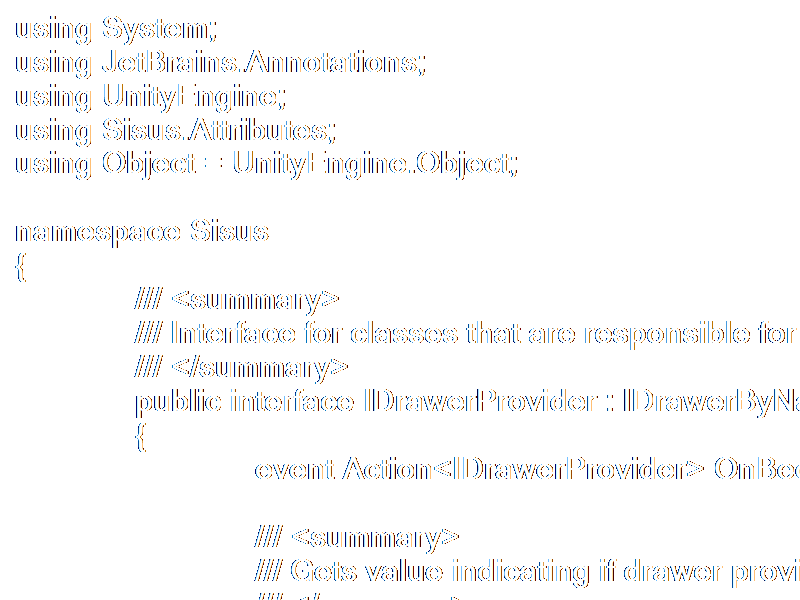 using System;
using JetBrains.Annotations;
using UnityEngine;
using Sisus.Attributes;
using Object = UnityEngine.Object;
namespace Sisus
{
/// <summary>
/// Interface for classes that are responsible for
/// </summary>
public interface IDrawerProvider : IDrawerByNa
{
event Action<IDrawerProvider> OnBec
/// <summary>
/// Gets value indicating if drawer provi